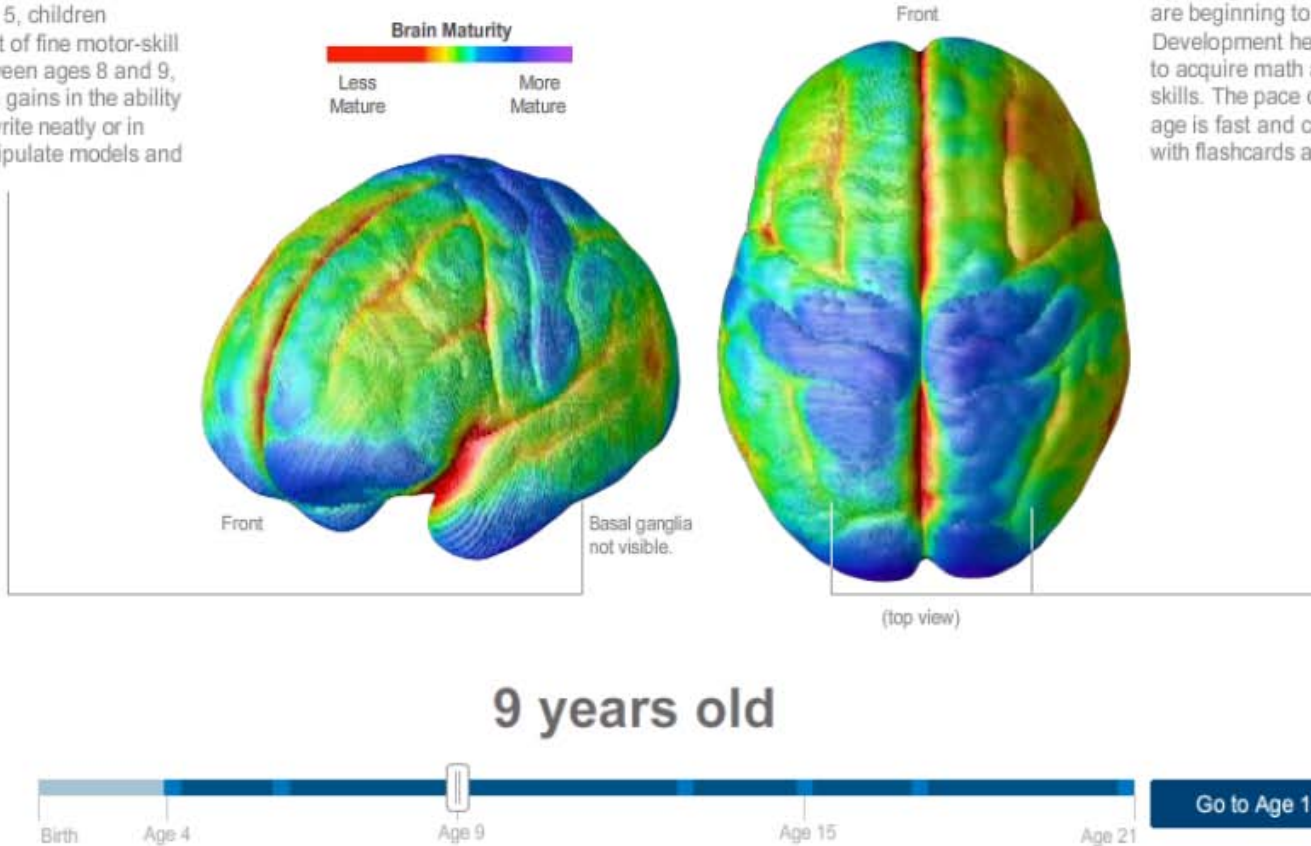 5, children
t of fine motor-skill
een ages 8 and 9,
gains in the ability
rite neatly or in
ipulate models and
Brain Maturity
Less
Mature
More
Mature
Front
Basal ganglia
not visible.
Front
(top view)
are beginning to
Development he
to acquire math
skills. The pace
age is fast and
with flashcards a
9 years old
Birth
Age 4
Age 9
Age 15
Age 21
Go to Age 1